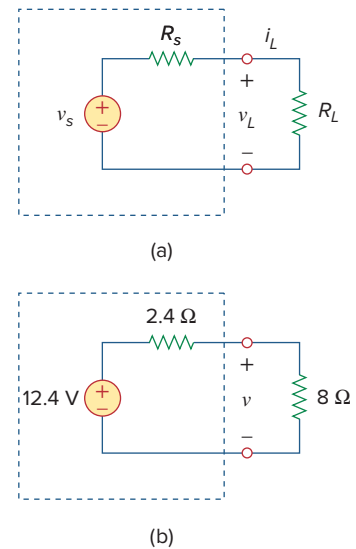 R_s
i_L
+
+
v_s
v_L
R_L
−
−
(a)
2.4 Ω
+
12.4 V
+
v
8 Ω
−
−
(b)